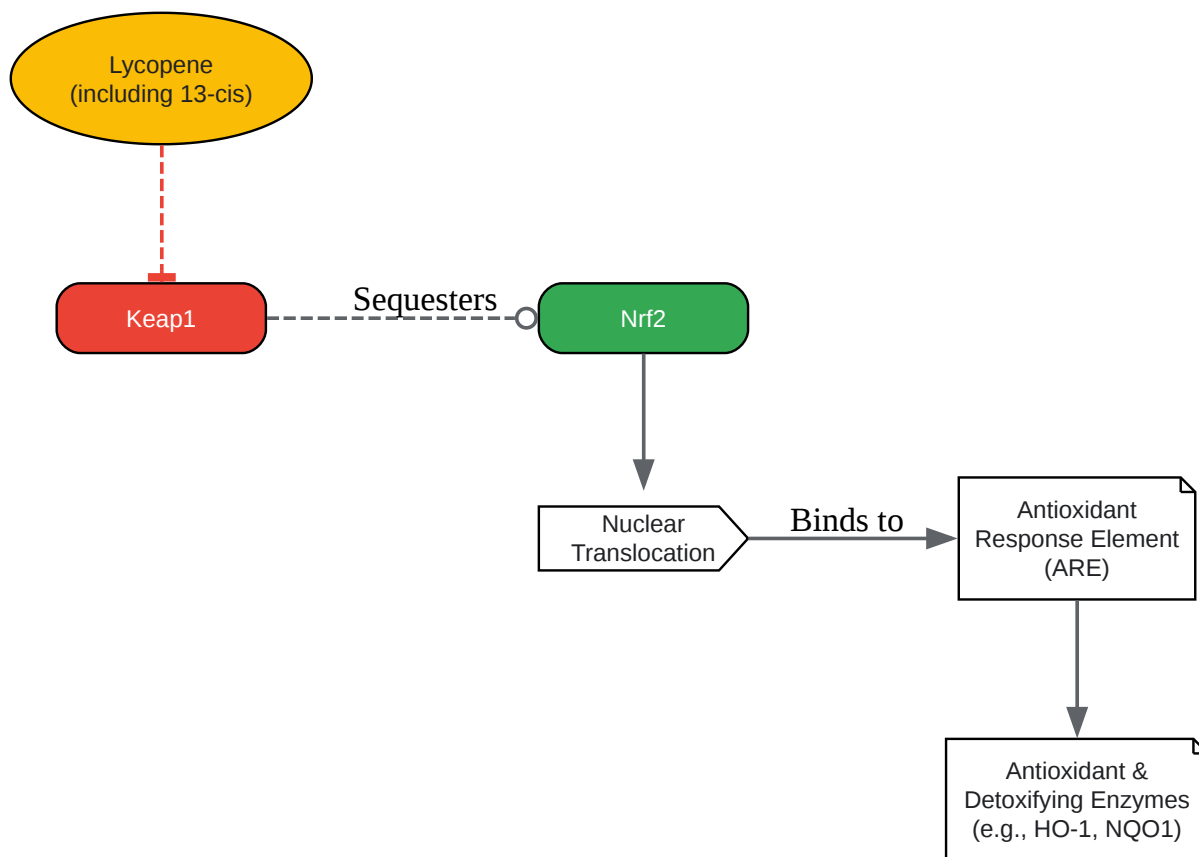 Lycopene
(including 13-cis)
Keap1
Sequesters
Nrf2
Nuclear
Translocation
Binds to
Antioxidant
Response Element
(ARE)
Antioxidant &
Detoxifying Enzymes
(e.g., HO-1, NQO1)